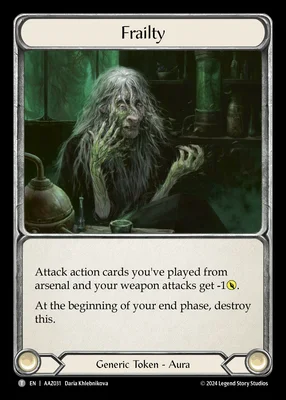 Frailty
Attack action cards you've played from
arsenal and your weapon attacks get -1.
At the beginning of your end phase, destroy
this.
Generic Token - Aura
T EN | AAZ031 Daria Khlebnikova
© 2024 Legend Story Studios